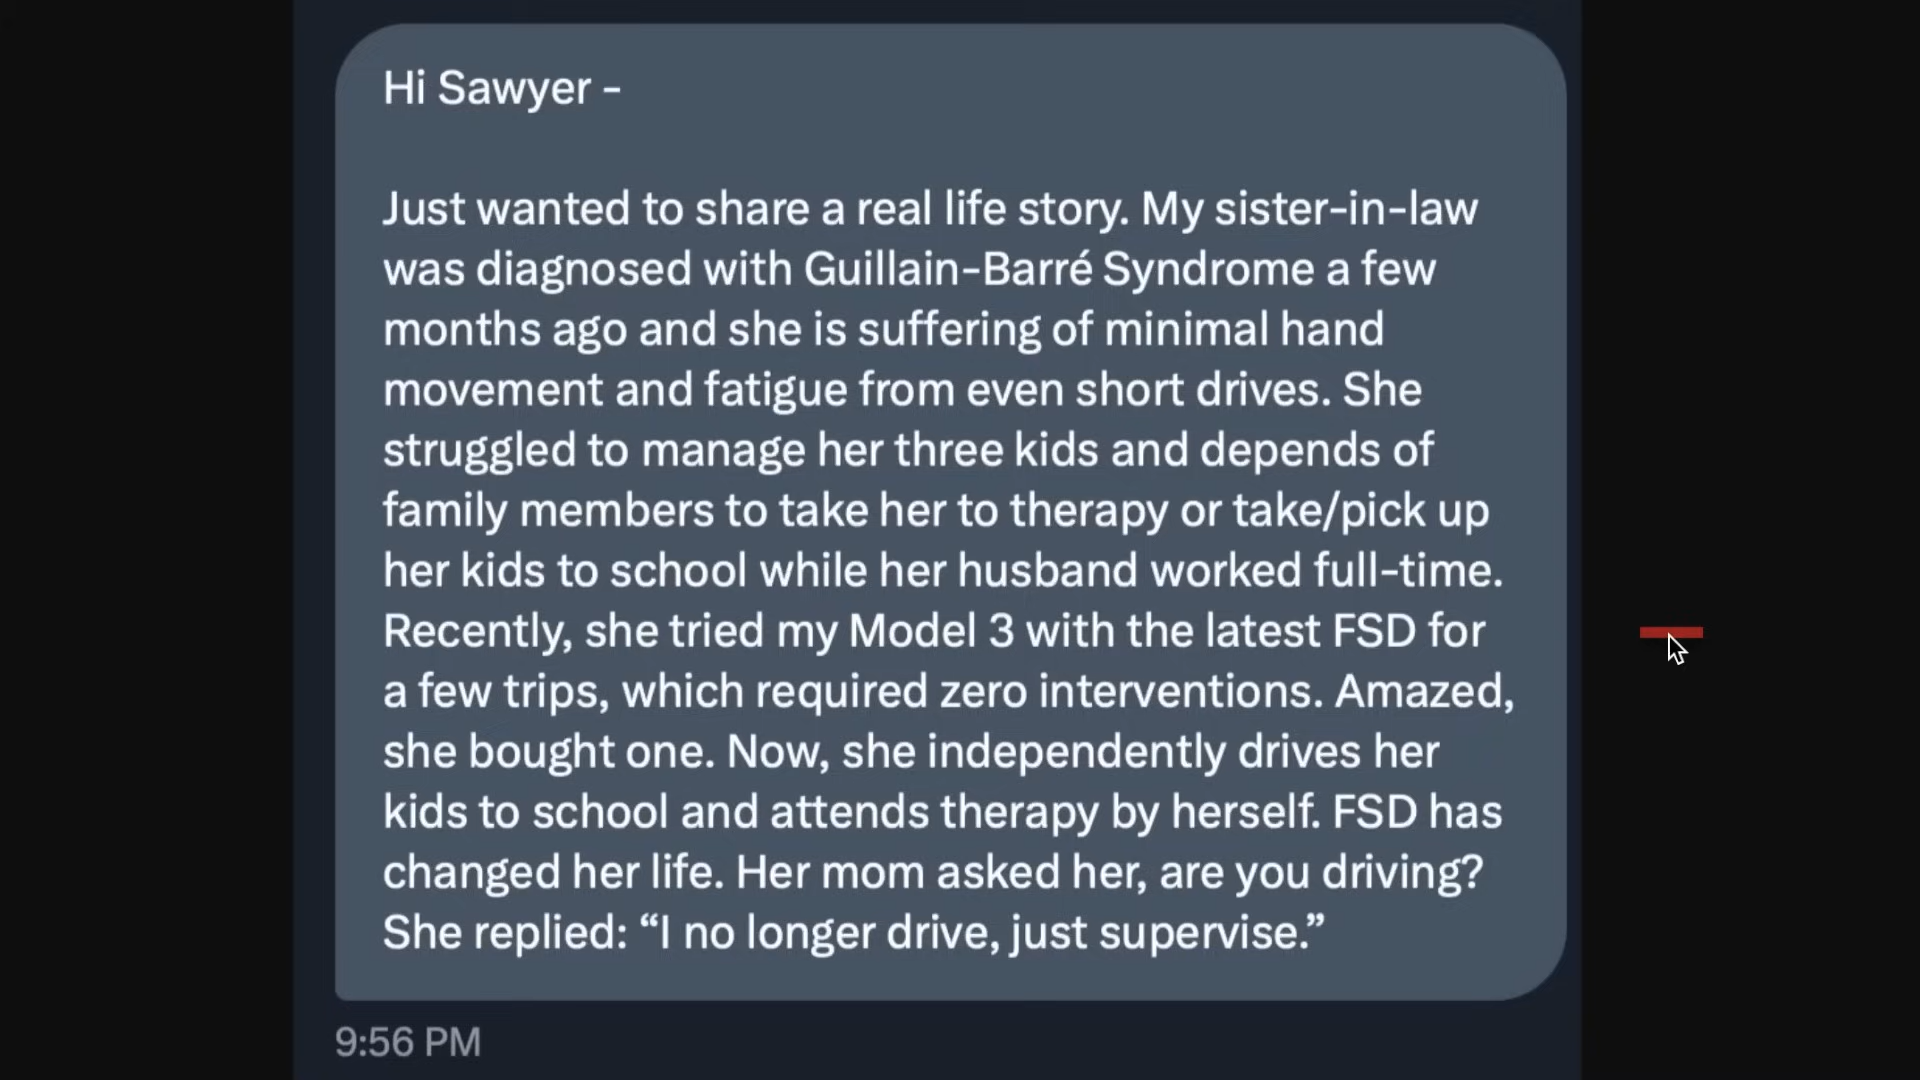 Hi Sawyer -
Just wanted to share a real life story. My sister-in-law
was diagnosed with Guillain-Barré Syndrome a few
months ago and she is suffering of minimal hand
movement and fatigue from even short drives. She
struggled to manage her three kids and depends of
family members to take her to therapy or take/pick up
her kids to school while her husband worked full-time.
Recently, she tried my Model 3 with the latest FSD for
a few trips, which required zero interventions. Amazed,
she bought one. Now, she independently drives her
kids to school and attends therapy by herself. FSD has
changed her life. Her mom asked her, are you driving?
She replied: “I no longer drive, just supervise.”
9:56 PM